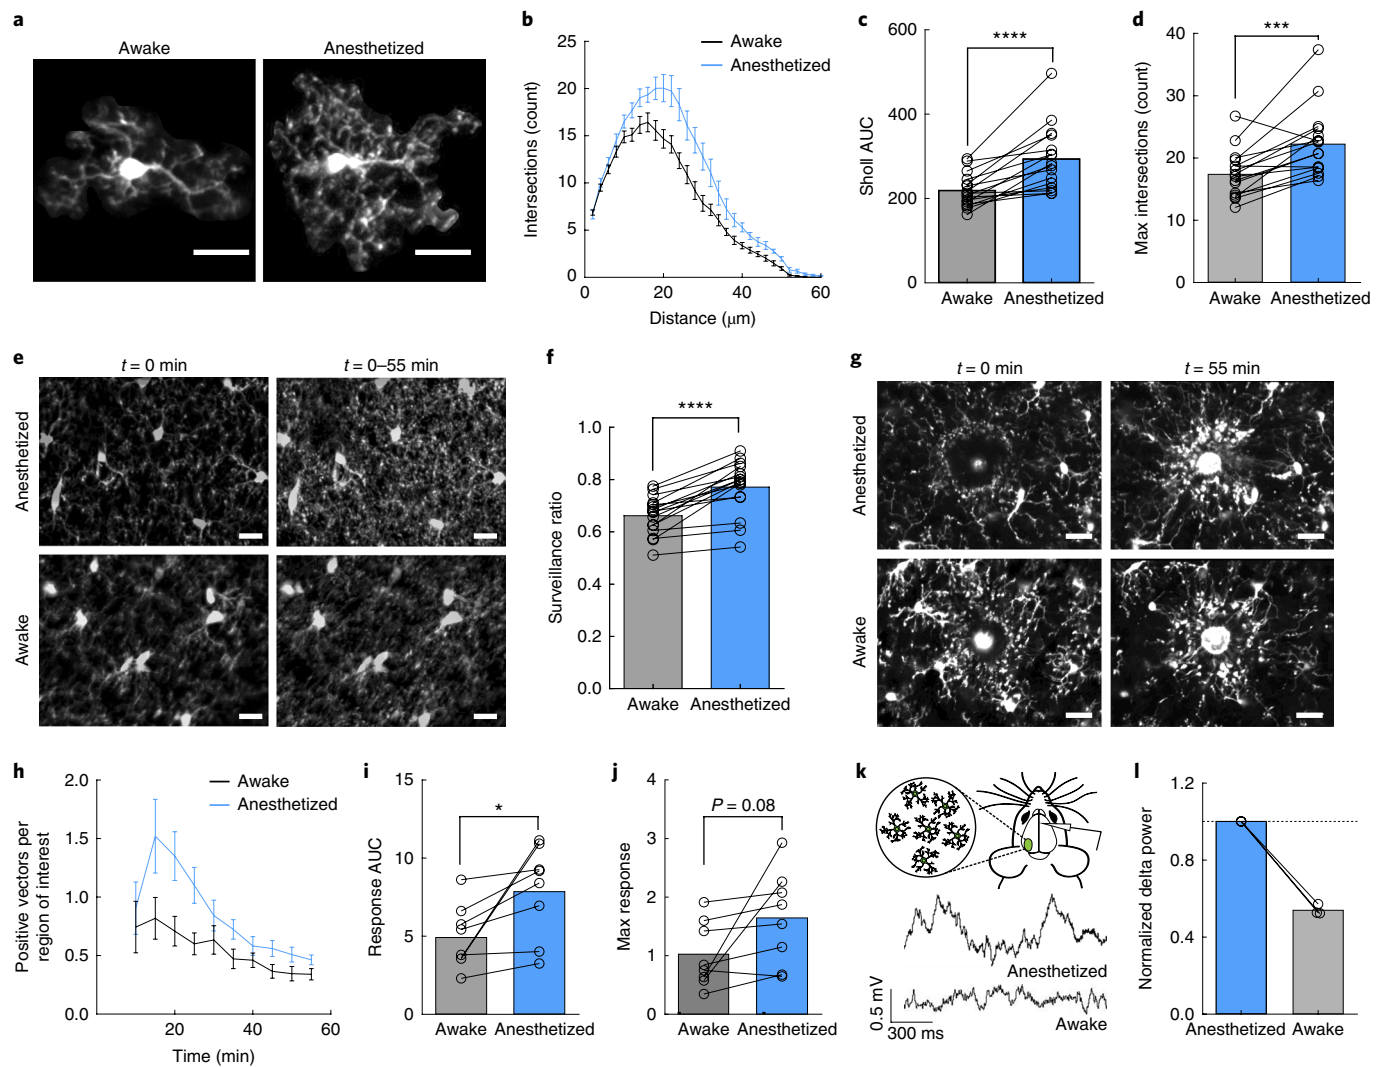 a
Awake
Anesthetized
b
25
20
15
10
5
0
0
20
40
60
Intersections (count)
Distance (μm)
Awake
Anesthetized
c
600
400
200
0
Sholl AUC
****
Awake
Anesthetized
d
40
30
20
10
0
Max intersections (count)
***
Awake
Anesthetized
e
t = 0 min
t = 0–55 min
Anesthetized
Awake
f
1.0
0.8
0.6
0.4
0.2
0.0
Surveillance ratio
****
Awake
Anesthetized
g
t = 0 min
t = 55 min
Anesthetized
Awake
h
2.0
1.5
1.0
0.5
0
20
40
60
Positive vectors per
region of interest
Time (min)
Awake
Anesthetized
i
15
10
5
0
Response AUC
*
Awake
Anesthetized
j
4
3
2
1
0
Max response
P = 0.08
Awake
Anesthetized
k
Anesthetized
0.5 mV
300 ms
Awake
l
1.2
0.8
0.4
0.0
Normalized delta power
Anesthetized
Awake